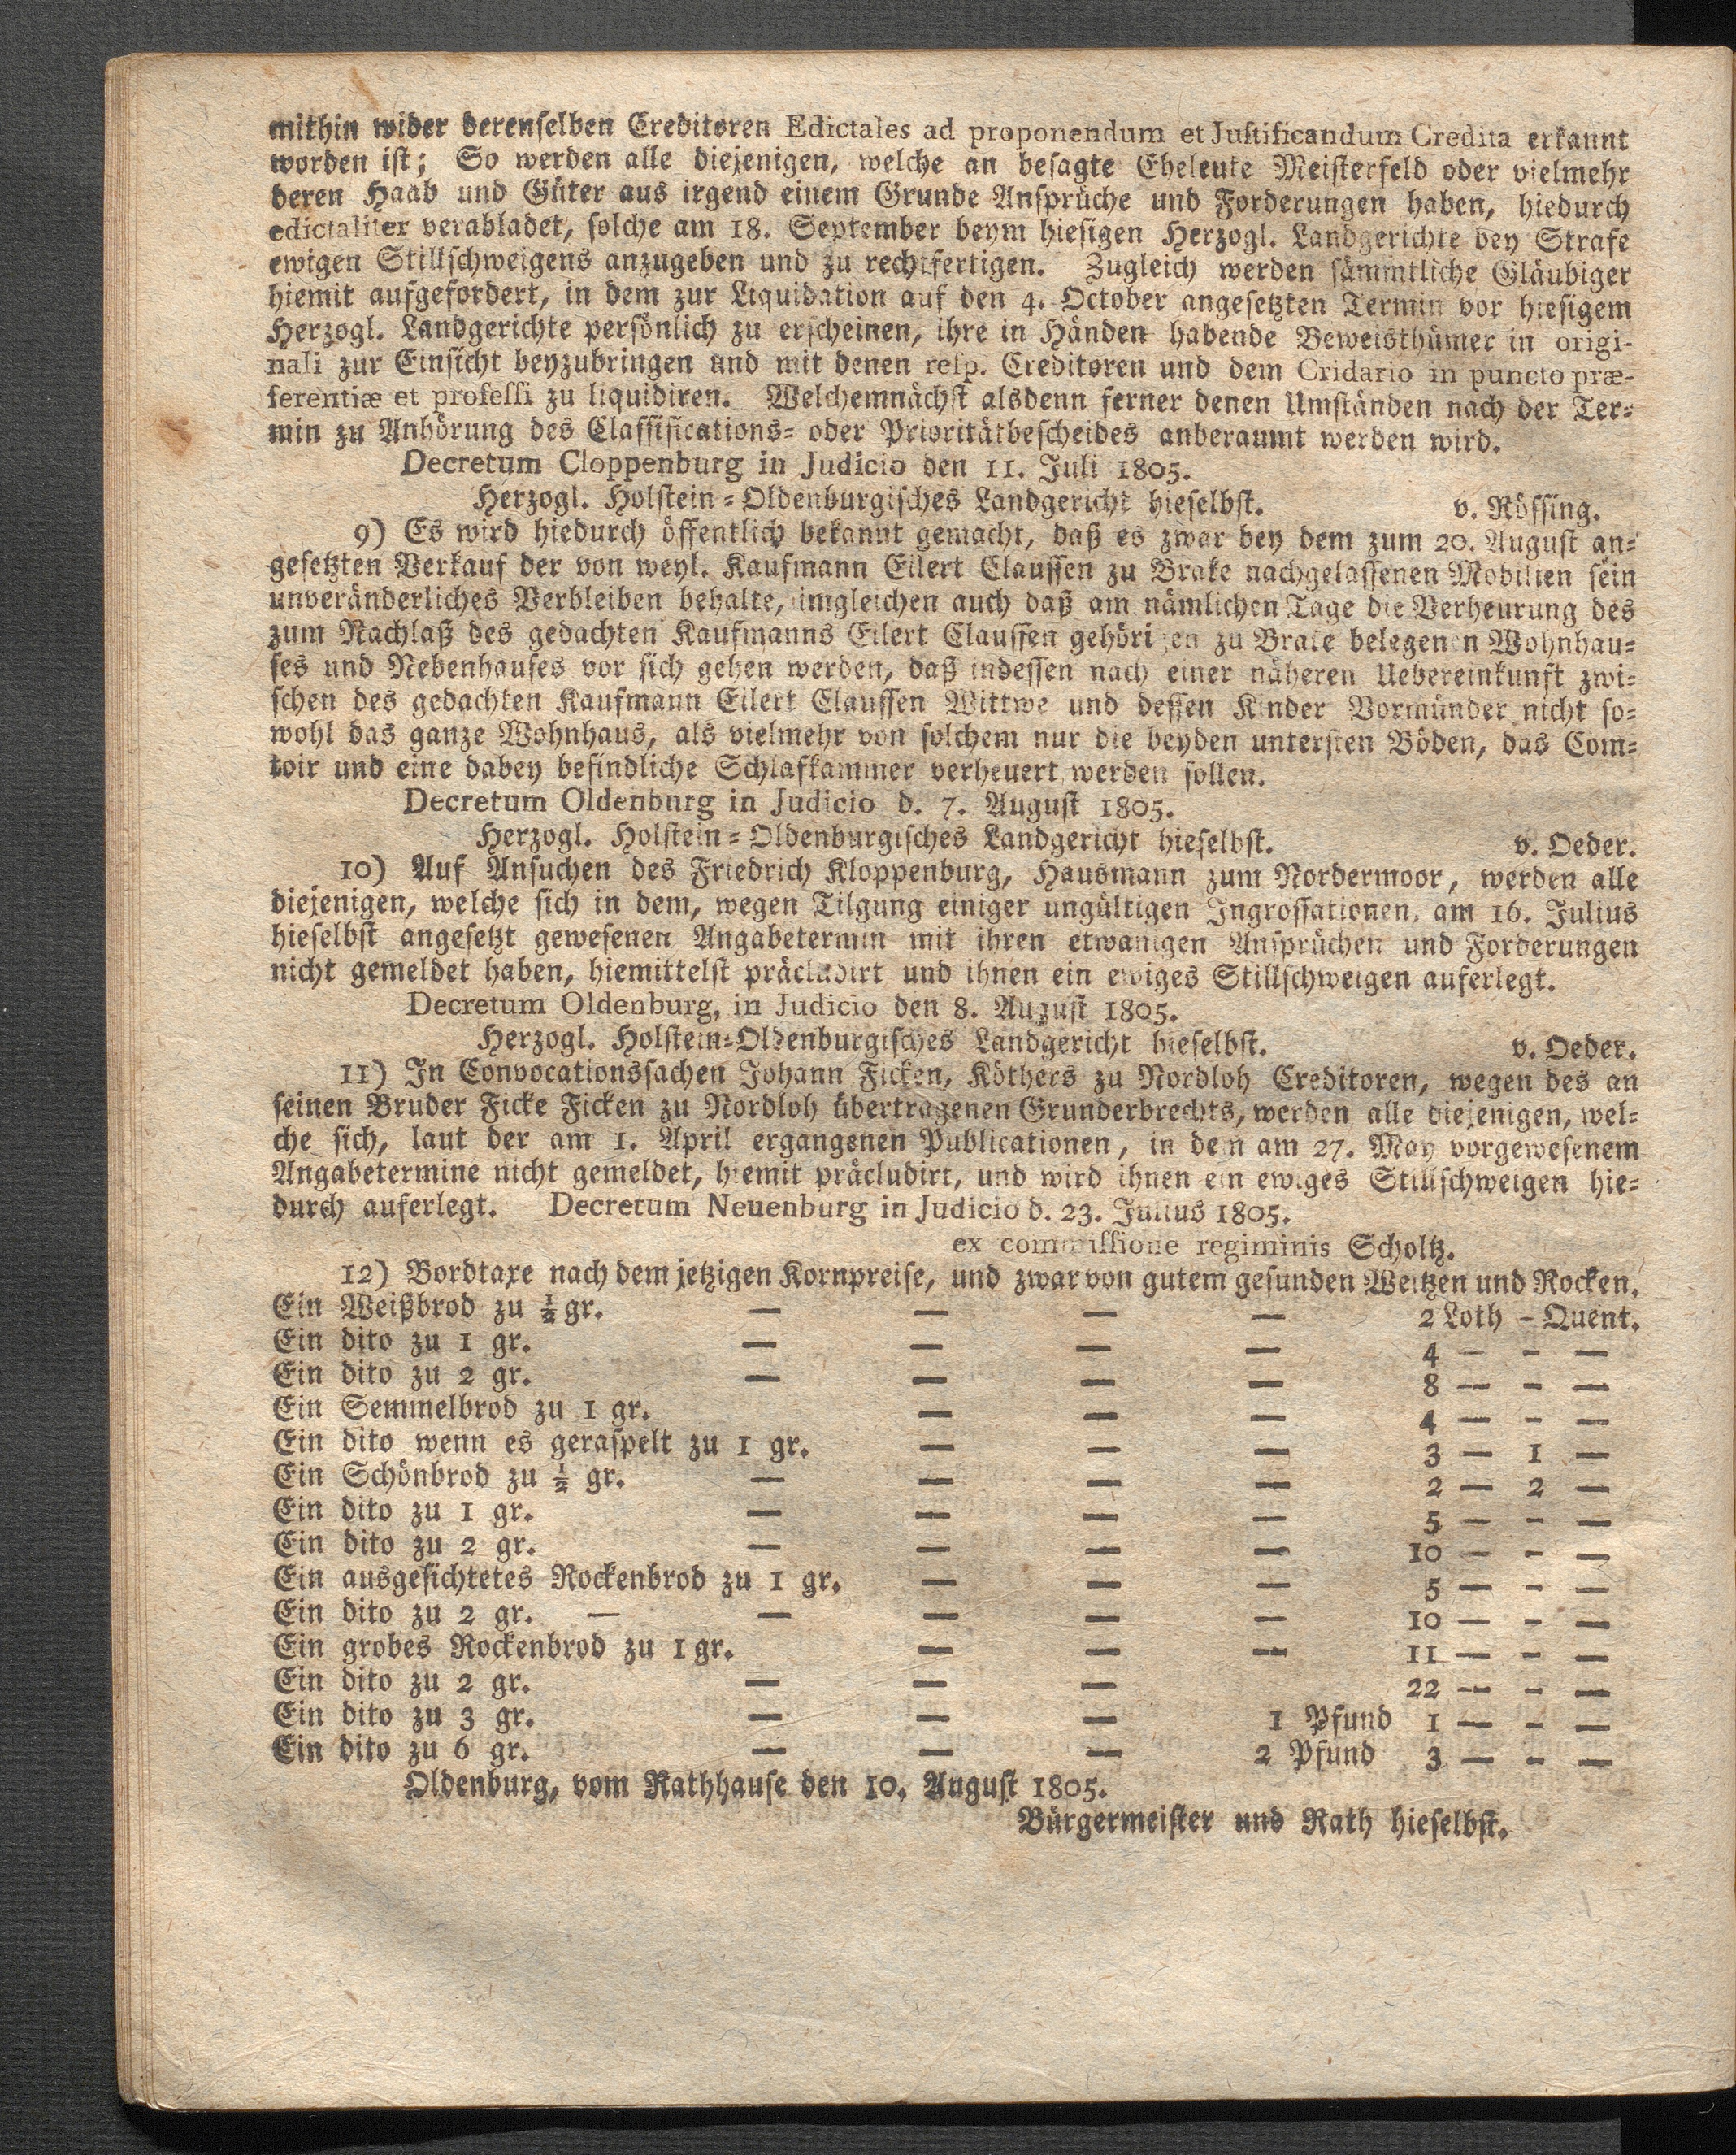 mithin wider derenselben Creditoren Edictales ad proponendum et Justificandum Credita erkannt
worden ist; So werden alle diejenigen, welche an besagte Eheleute Meisterfeld oder vielmehr
deren Haab und Güter aus irgend einem Grunde Ansprüche und Forderungen haben, hiedurch
edictaliter verabladet, solche am 18. September beym hiesigen Herzogl. Landgerichte bey Strafe
ewigen Stillschweigens anzugeben und zu rechtfertigen. Zugleich werden sämmtliche Gläubiger
hiemit aufgefordert, in dem zur Liquidation auf den 4. October angesetzten Termin vor hiesigem
Herzogl. Landgerichte persönlich zu erscheinen, ihre in Händen habende Beweisthümer in origi-
nali zur Einsicht beyzubringen und mit denen resp. Creditoren und dem Cridario in puncto præ-
ferentiæ et professi zu liquidiren. Welchemnächst alsdenn ferner denen Umständen nach der Ter-
min zu Anhörung des Classifications- oder Prioritätbescheides anberaumt werden wird.
Decretum Cloppenburg in Judicio den 11. Juli 1805.
Herzogl. Holstein-Oldenburgisches Landgericht hieselbst. v. Rössing.
9) Es wird hiedurch öffentlich bekannt gemacht, daß es zwar bey dem zum 20. August an-
gesetzten Verkauf der von weyl. Kaufmann Eilert Claussen zu Brake nachgelassenen Mobilien sein
unveränderliches Verbleiben behalte, imgleichen auch daß am nämlichen Tage die Verheurung des
zum Nachlaß des gedachten Kaufmanns Eilert Claussen gehörigen zu Brake belegenen Wohnhau-
ses und Nebenhauses vor sich gehen werden, daß indessen nach einer näheren Uebereinkunft zwi-
schen des gedachten Kaufmann Eilert Claussen Wittwe und dessen Kinder Vormünder nicht so-
wohl das ganze Wohnhaus, als vielmehr von solchem nur die beyden untersten Böden, das Com-
toir und eine dabey befindliche Schlafkammer verheuert werden sollen.
Decretum Oldenburg in Judicio d. 7. August 1805.
Herzogl. Holstein-Oldenburgisches Landgericht hieselbst. v. Oeder.
10) Auf Ansuchen des Friedrich Kloppenburg, Hausmann zum Nordermoor, werden alle
diejenigen, welche sich in dem, wegen Tilgung einiger ungültigen Ingrossationen, am 16. Julius
hieselbst angesetzt gewesenen Angabetermin mit ihren etwanigen Ansprüchen und Forderungen
nicht gemeldet haben, hiemittelst präcludirt und ihnen ein ewiges Stillschweigen auferlegt.
Decretum Oldenburg, in Judicio den 8. August 1805.
Herzogl. Holstein-Oldenburgisches Landgericht hieselbst. v. Oeder.
11) In Convocationssachen Johann Ficken, Köthers zu Nordloh Creditoren, wegen des an
seinen Bruder Ficke Ficken zu Nordloh übertragenen Grunderbrechts, werden alle diejenigen, wel-
che sich, laut der am 1. April ergangenen Publicationen, in dem am 27. May vorgewesenem
Angabetermine nicht gemeldet, hiemit präcludirt, und wird ihnen ein ewiges Stillschweigen hie-
durch auferlegt. Decretum Neuenburg in Judicio d. 23. Julius 1805.
ex commissione regiminis Scholtz.
12) Bordtaxe nach dem jetzigen Kornpreise, und zwar von gutem gesunden Weitzen und Rocken.
Ein Weißbrod zu ½ gr. — — — — 2 Loth - Quent.
Ein dito zu 1 gr. — — — — 4 — - —
Ein dito zu 2 gr. — — — — 8 — - —
Ein Semmelbrod zu 1 gr. — — — 4 — - —
Ein dito wenn es geraspelt zu 1 gr. — — — 3 — 1 —
Ein Schönbrod zu ½ gr. — — — — 2 — 2 —
Ein dito zu 1 gr. — — — — 5 — - —
Ein dito zu 2 gr. — — — — 10 — - —
Ein ausgesichtetes Rockenbrod zu 1 gr. — — — 5 — - —
Ein dito zu 2 gr. — — — — — 10 — - —
Ein grobes Rockenbrod zu 1 gr. — — — 11 — - —
Ein dito zu 2 gr. — — — 22 — - —
Ein dito zu 3 gr. — — — 1 Pfund 1 — - —
Ein dito zu 6 gr. — — — 2 Pfund 3 — - —
Oldenburg, vom Rathhause den 10. August 1805.
Bürgermeister und Rath hieselbst.